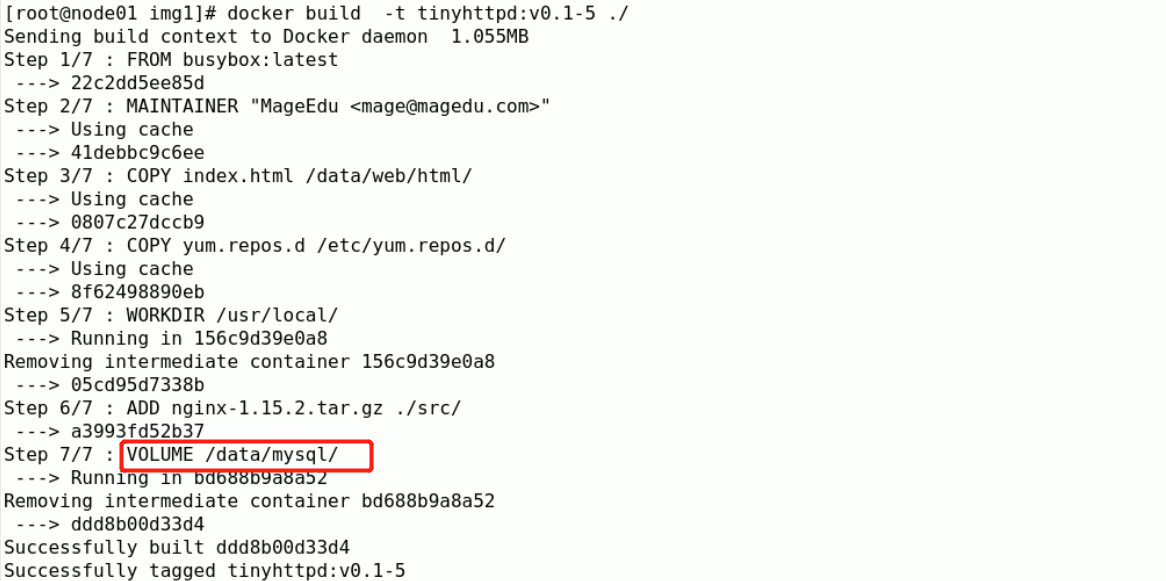 [root@node01 img1]# docker build  -t tinyhttpd:v0.1-5 ./
Sending build context to Docker daemon  1.055MB
Step 1/7 : FROM busybox:latest
 ---> 22c2dd5ee85d
Step 2/7 : MAINTAINER "MageEdu <mage@magedu.com>"
 ---> Using cache
 ---> 41debbc9c6ee
Step 3/7 : COPY index.html /data/web/html/
 ---> Using cache
 ---> 0807c27dccb9
Step 4/7 : COPY yum.repos.d /etc/yum.repos.d/
 ---> Using cache
 ---> 8f62498890eb
Step 5/7 : WORKDIR /usr/local/
 ---> Running in 156c9d39e0a8
Removing intermediate container 156c9d39e0a8
 ---> 05cd95d7338b
Step 6/7 : ADD nginx-1.15.2.tar.gz ./src/
 ---> a3993fd52b37
Step 7/7 : VOLUME /data/mysql/
 ---> Running in bd688b9a8a52
Removing intermediate container bd688b9a8a52
 ---> ddd8b00d33d4
Successfully built ddd8b00d33d4
Successfully tagged tinyhttpd:v0.1-5